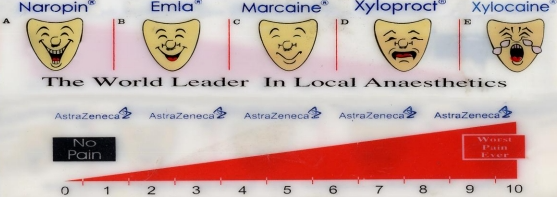 Naropin® Emla® Marcaine® Xyloproct® Xylocaine®
A B C D E
The World Leader In Local Anaesthetics
AstraZeneca AstraZeneca AstraZeneca AstraZeneca AstraZeneca
No
Pain
Worst
Pain
Ever
0 1 2 3 4 5 6 7 8 9 10